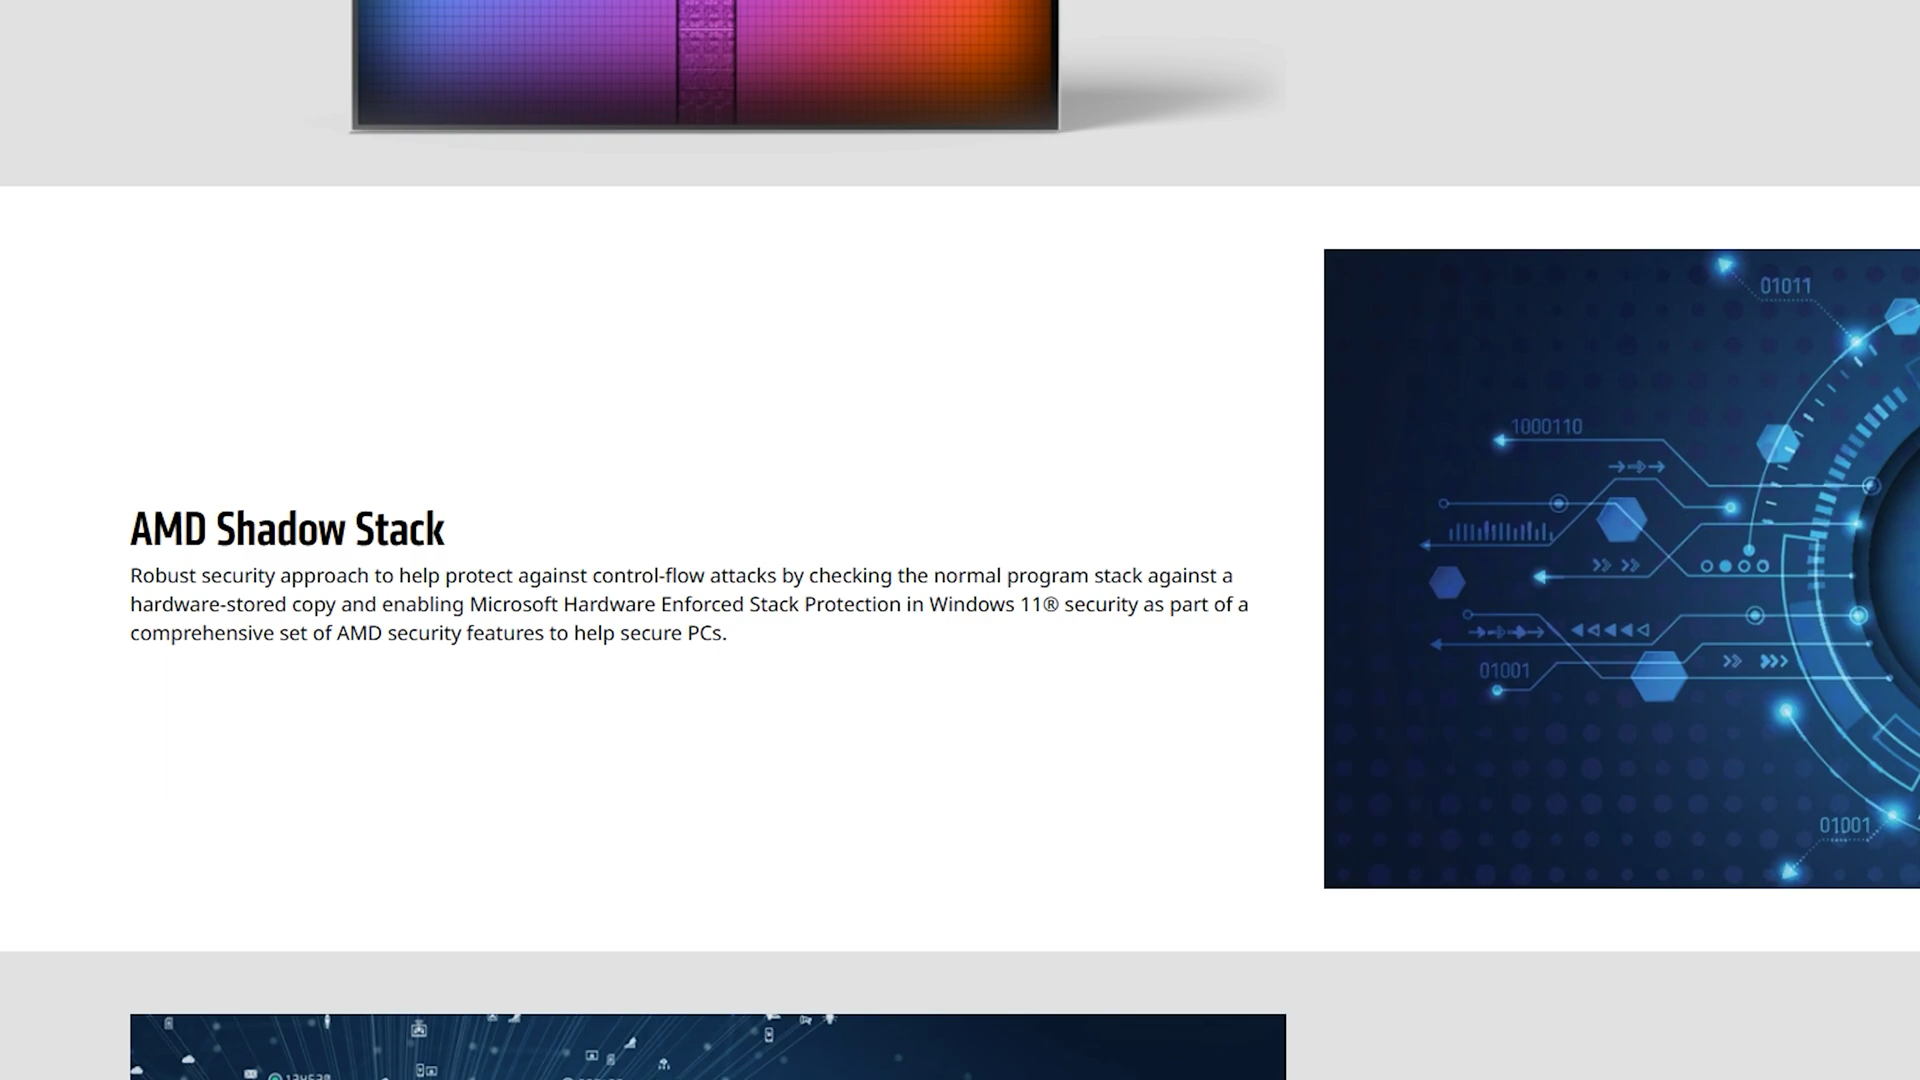 01011
1000110
AMD Shadow Stack
Robust security approach to help protect against control-flow attacks by checking the normal program stack against a
hardware-stored copy and enabling Microsoft Hardware Enforced Stack Protection in Windows 11® security as part of a
comprehensive set of AMD security features to help secure PCs.
01001
01001